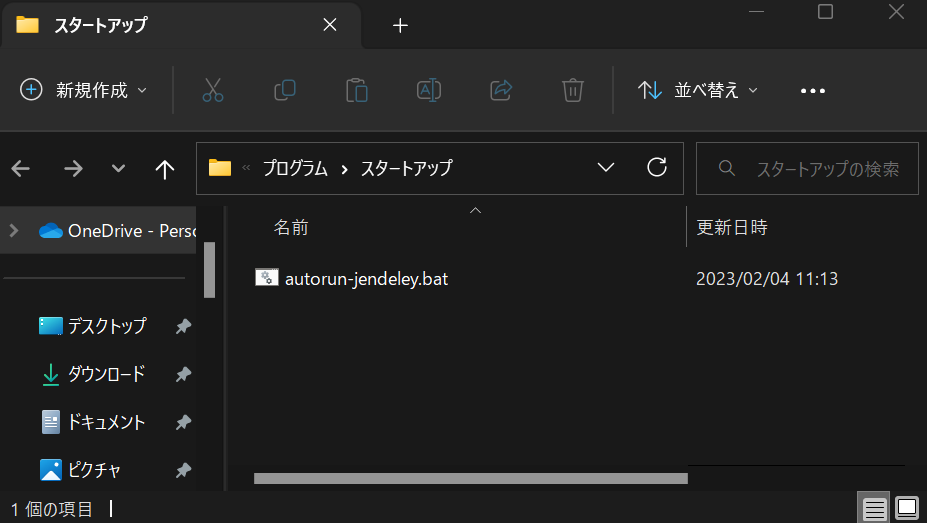 スタートアップ
新規作成
並べ替え
プログラム スタートアップ
スタートアップの検索
OneDrive - Perso
名前 更新日時
autorun-jendeley.bat 2023/02/04 11:13
デスクトップ
ダウンロード
ドキュメント
ピクチャ
1 個の項目